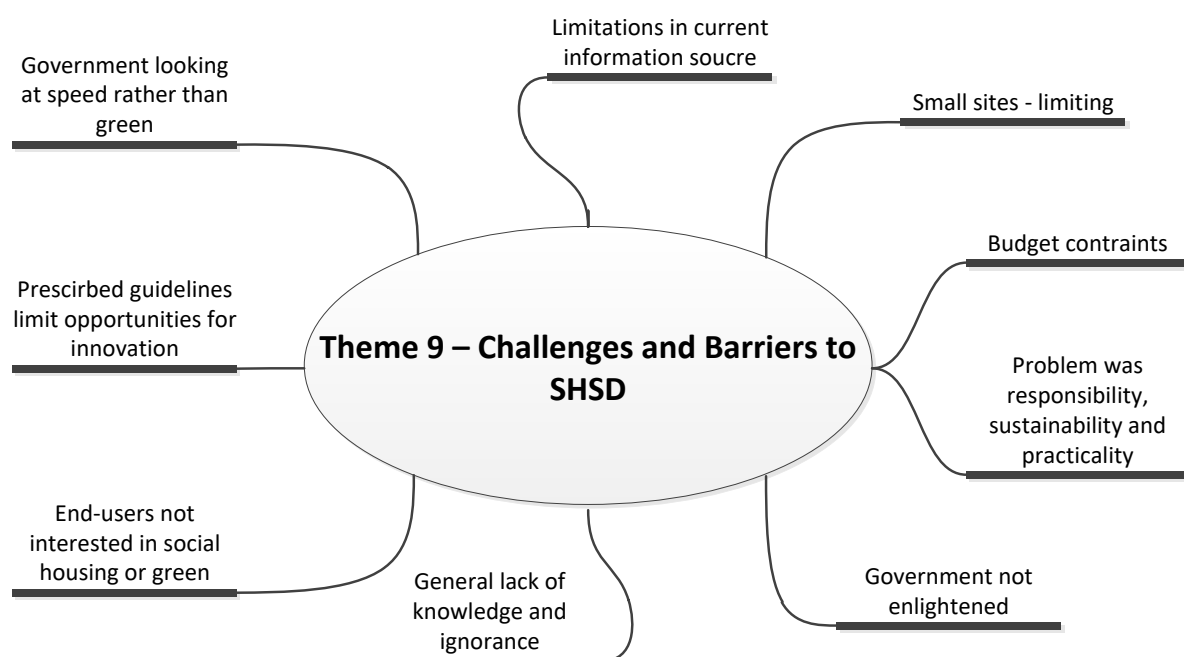 Limitations in current
information soucre
Government looking
at speed rather than
green
Small sites - limiting
Budget contraints
Prescirbed guidelines
limit opportunities for
innovation
Theme 9 – Challenges and Barriers to
SHSD
Problem was
responsibility,
sustainability and
practicality
End-users not
interested in social
housing or green
General lack of
knowledge and
ignorance
Government not
enlightened